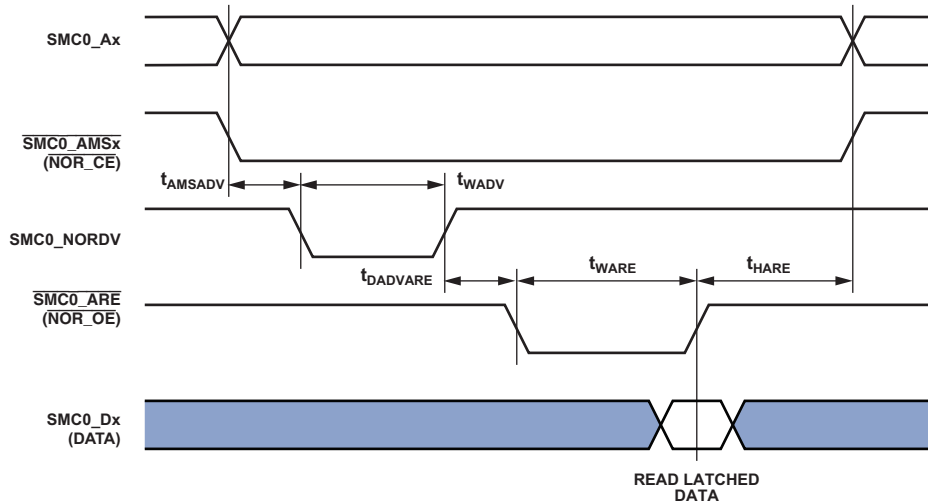 SMC0_Ax
SMC0_AMSx
(NOR_CE)
tAMSADV
tWADV
SMC0_NORDV
tDADVARE
tWARE
tHARE
SMC0_ARE
(NOR_OE)
SMC0_Dx
(DATA)
READ LATCHED
DATA